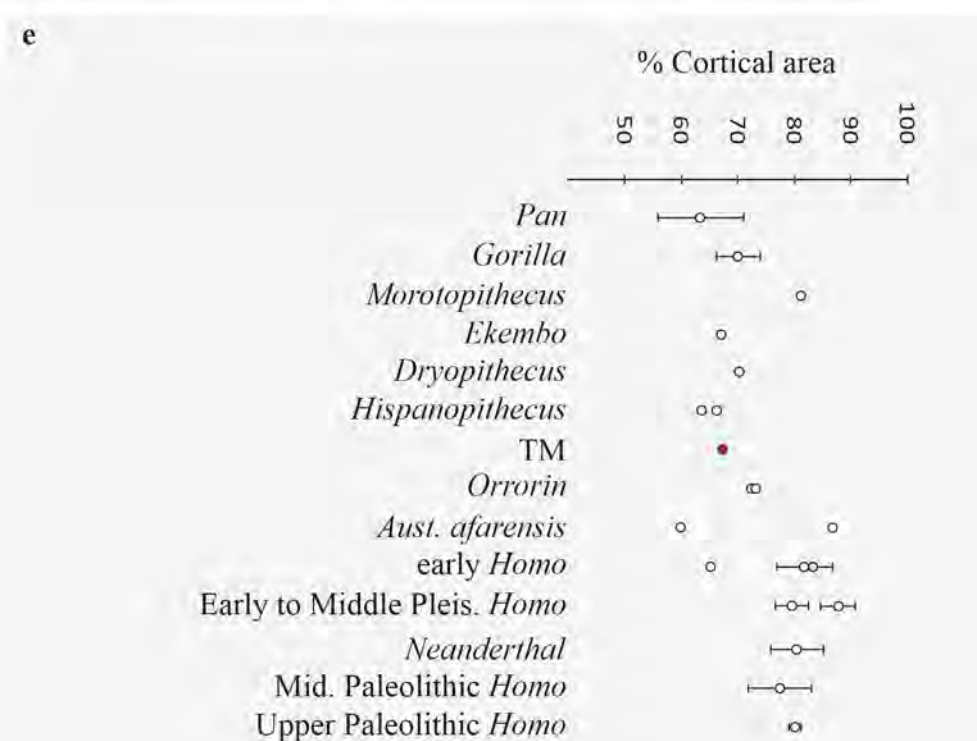 e
% Cortical area
50 60 70 80 90 100
Pan
Gorilla
Morotopithecus
Ekembo
Dryopithecus
Hispanopithecus
TM
Orrorin
Aust. afarensis
early Homo
Early to Middle Pleis. Homo
Neanderthal
Mid. Paleolithic Homo
Upper Paleolithic Homo